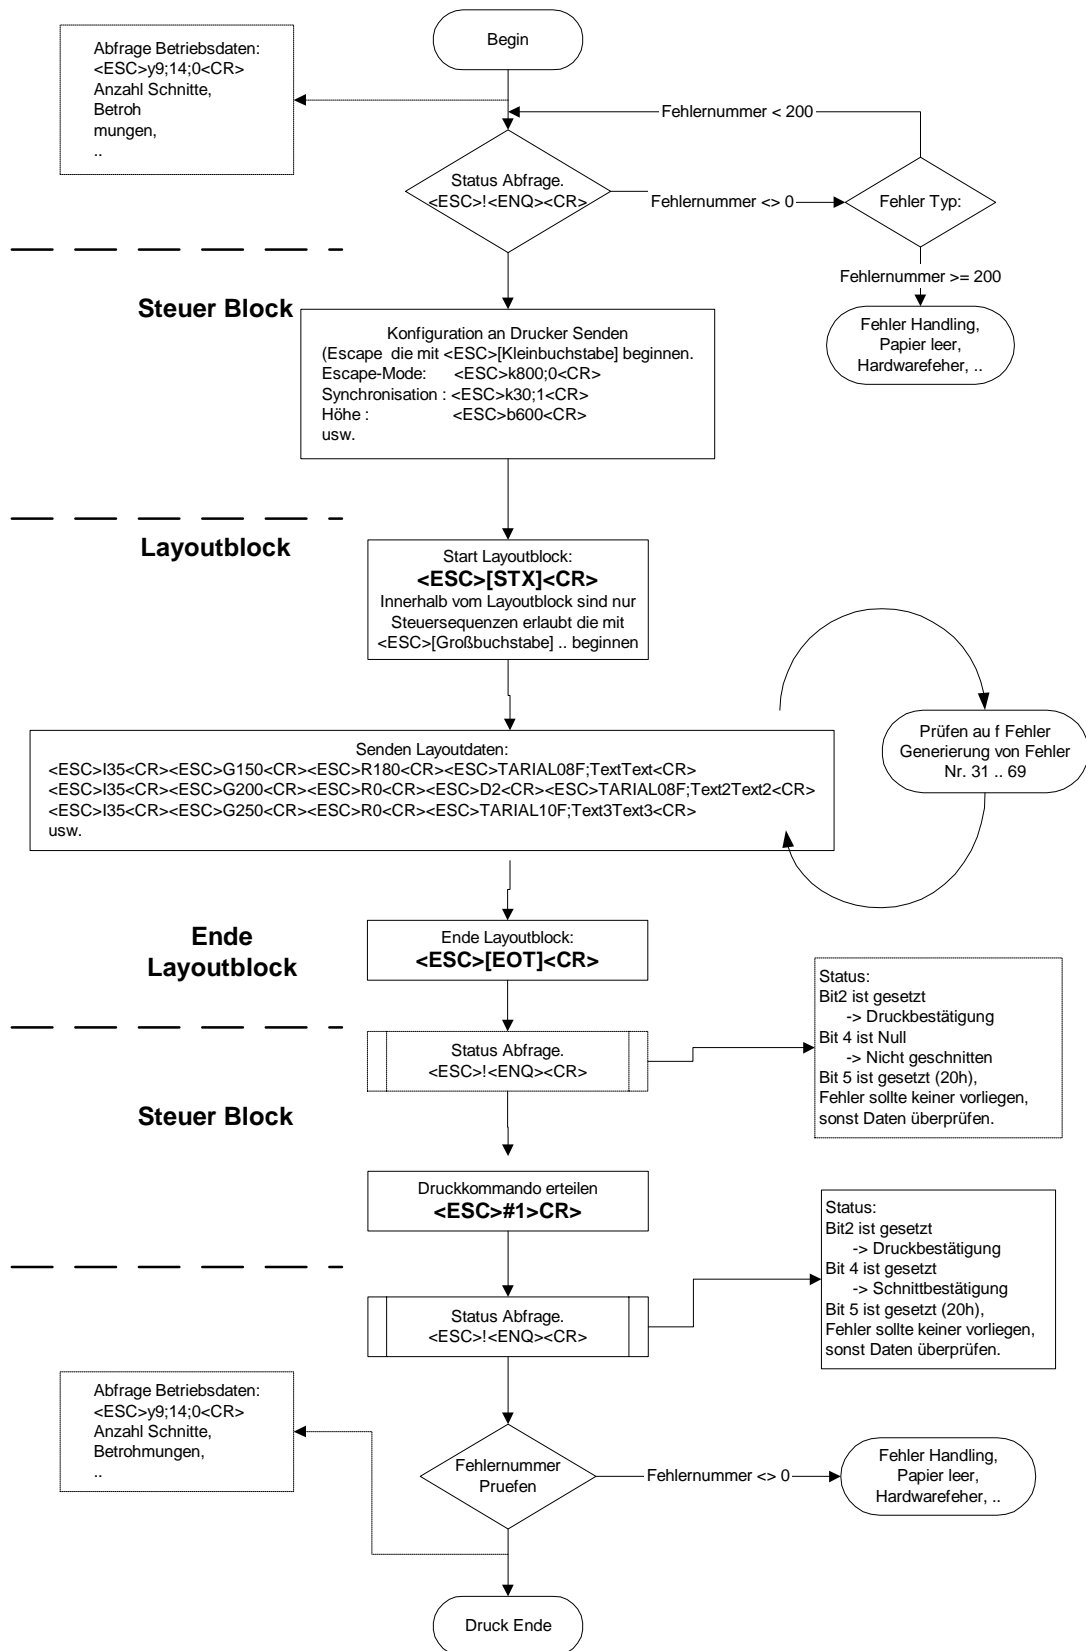 Begin
Abfrage Betriebsdaten:
<ESC>y9;14;0<CR>
Anzahl Schnitte,
Betroh
mungen,
..
Fehlernummer < 200
Status Abfrage.
<ESC>!<ENQ><CR>
Fehlernummer <> 0
Fehler Typ:
Fehlernummer >= 200
Fehler Handling,
Papier leer,
Hardwarefeher, ..
Steuer Block
Konfiguration an Drucker Senden
(Escape die mit <ESC>[Kleinbuchstabe] beginnen.
Escape-Mode: <ESC>k800;0<CR>
Synchronisation : <ESC>k30;1<CR>
Höhe : <ESC>b600<CR>
usw.
Layoutblock
Start Layoutblock:
<ESC>[STX]<CR>
Innerhalb vom Layoutblock sind nur
Steuersequenzen erlaubt die mit
<ESC>[Großbuchstabe] .. beginnen
Prüfen au f Fehler
Generierung von Fehler
Nr. 31 .. 69
Senden Layoutdaten:
<ESC>I35<CR><ESC>G150<CR><ESC>R180<CR><ESC>TARIAL08F;TextText<CR>
<ESC>I35<CR><ESC>G200<CR><ESC>R0<CR><ESC>D2<CR><ESC>TARIAL08F;Text2Text2<CR>
<ESC>I35<CR><ESC>G250<CR><ESC>R0<CR><ESC>TARIAL10F;Text3Text3<CR>
usw.
Ende
Layoutblock
Ende Layoutblock:
<ESC>[EOT]<CR>
Status Abfrage.
<ESC>!<ENQ><CR>
Status:
Bit2 ist gesetzt
-> Druckbestätigung
Bit 4 ist Null
-> Nicht geschnitten
Bit 5 ist gesetzt (20h),
Fehler sollte keiner vorliegen,
sonst Daten überprüfen.
Steuer Block
Druckkommando erteilen
<ESC>#1>CR>
Status:
Bit2 ist gesetzt
-> Druckbestätigung
Bit 4 ist gesetzt
-> Schnittbestätigung
Bit 5 ist gesetzt (20h),
Fehler sollte keiner vorliegen,
sonst Daten überprüfen.
Status Abfrage.
<ESC>!<ENQ><CR>
Abfrage Betriebsdaten:
<ESC>y9;14;0<CR>
Anzahl Schnitte,
Betrohmungen,
..
Fehlernummer
Pruefen
Fehlernummer <> 0
Fehler Handling,
Papier leer,
Hardwarefeher, ..
Druck Ende